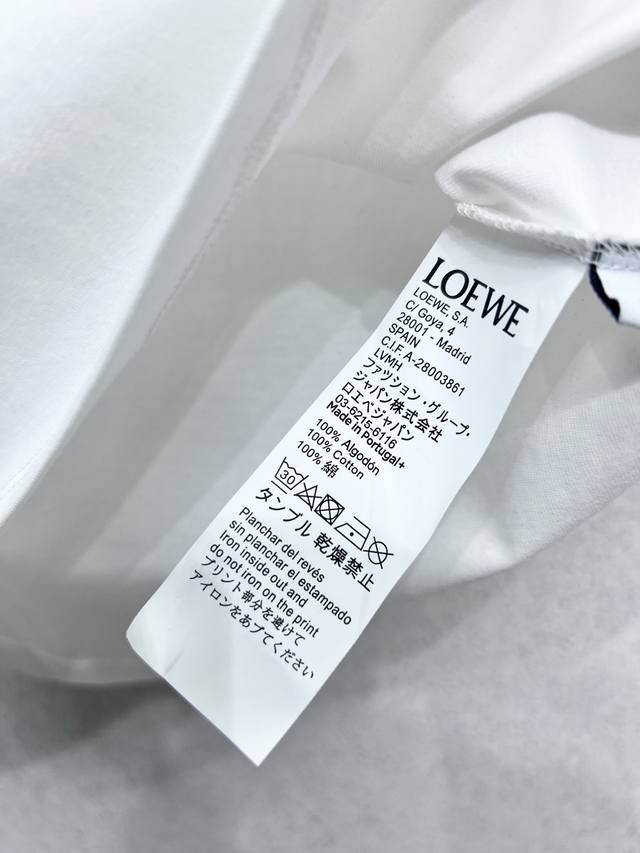 LOEWE
LOEWE, S.A.
C/ Goya, 4
28001 - Madrid
SPAIN
C.I.F. A-28003861
LVMH
ファツション・グループ・
ジャパン株式会社
ロエベジャパン
03-6215-6116
Made in Portugal+
100% Algodón
100% Cotton
100% 綿
30
タンブル 乾燥禁止
Planchar del revés
sin planchar el estampado
Iron inside out and
do not iron on the print
プリント部分を避けて
アイロンをあブてください